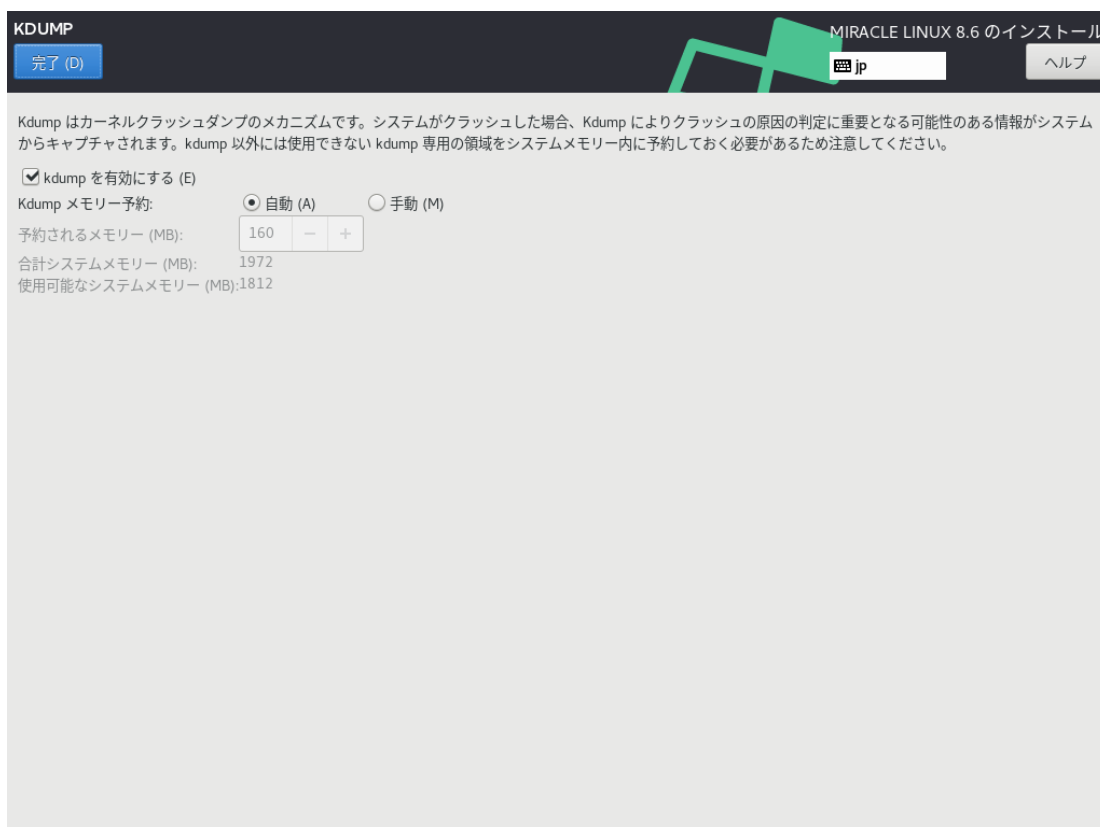 KDUMP
MIRACLE LINUX 8.6 のインストール
完了 (D)
jp
ヘルプ
Kdump はカーネルクラッシュダンプのメカニズムです。システムがクラッシュした場合、Kdump によりクラッシュの原因の判定に重要となる可能性のある情報がシステム
からキャプチャされます。kdump 以外には使用できない kdump 専用の領域をシステムメモリー内に予約しておく必要があるため注意してください。
kdump を有効にする (E)
Kdump メモリー予約: 自動 (A) 手動 (M)
予約されるメモリー (MB): 160 − +
合計システムメモリー (MB): 1972
使用可能なシステムメモリー (MB): 1812